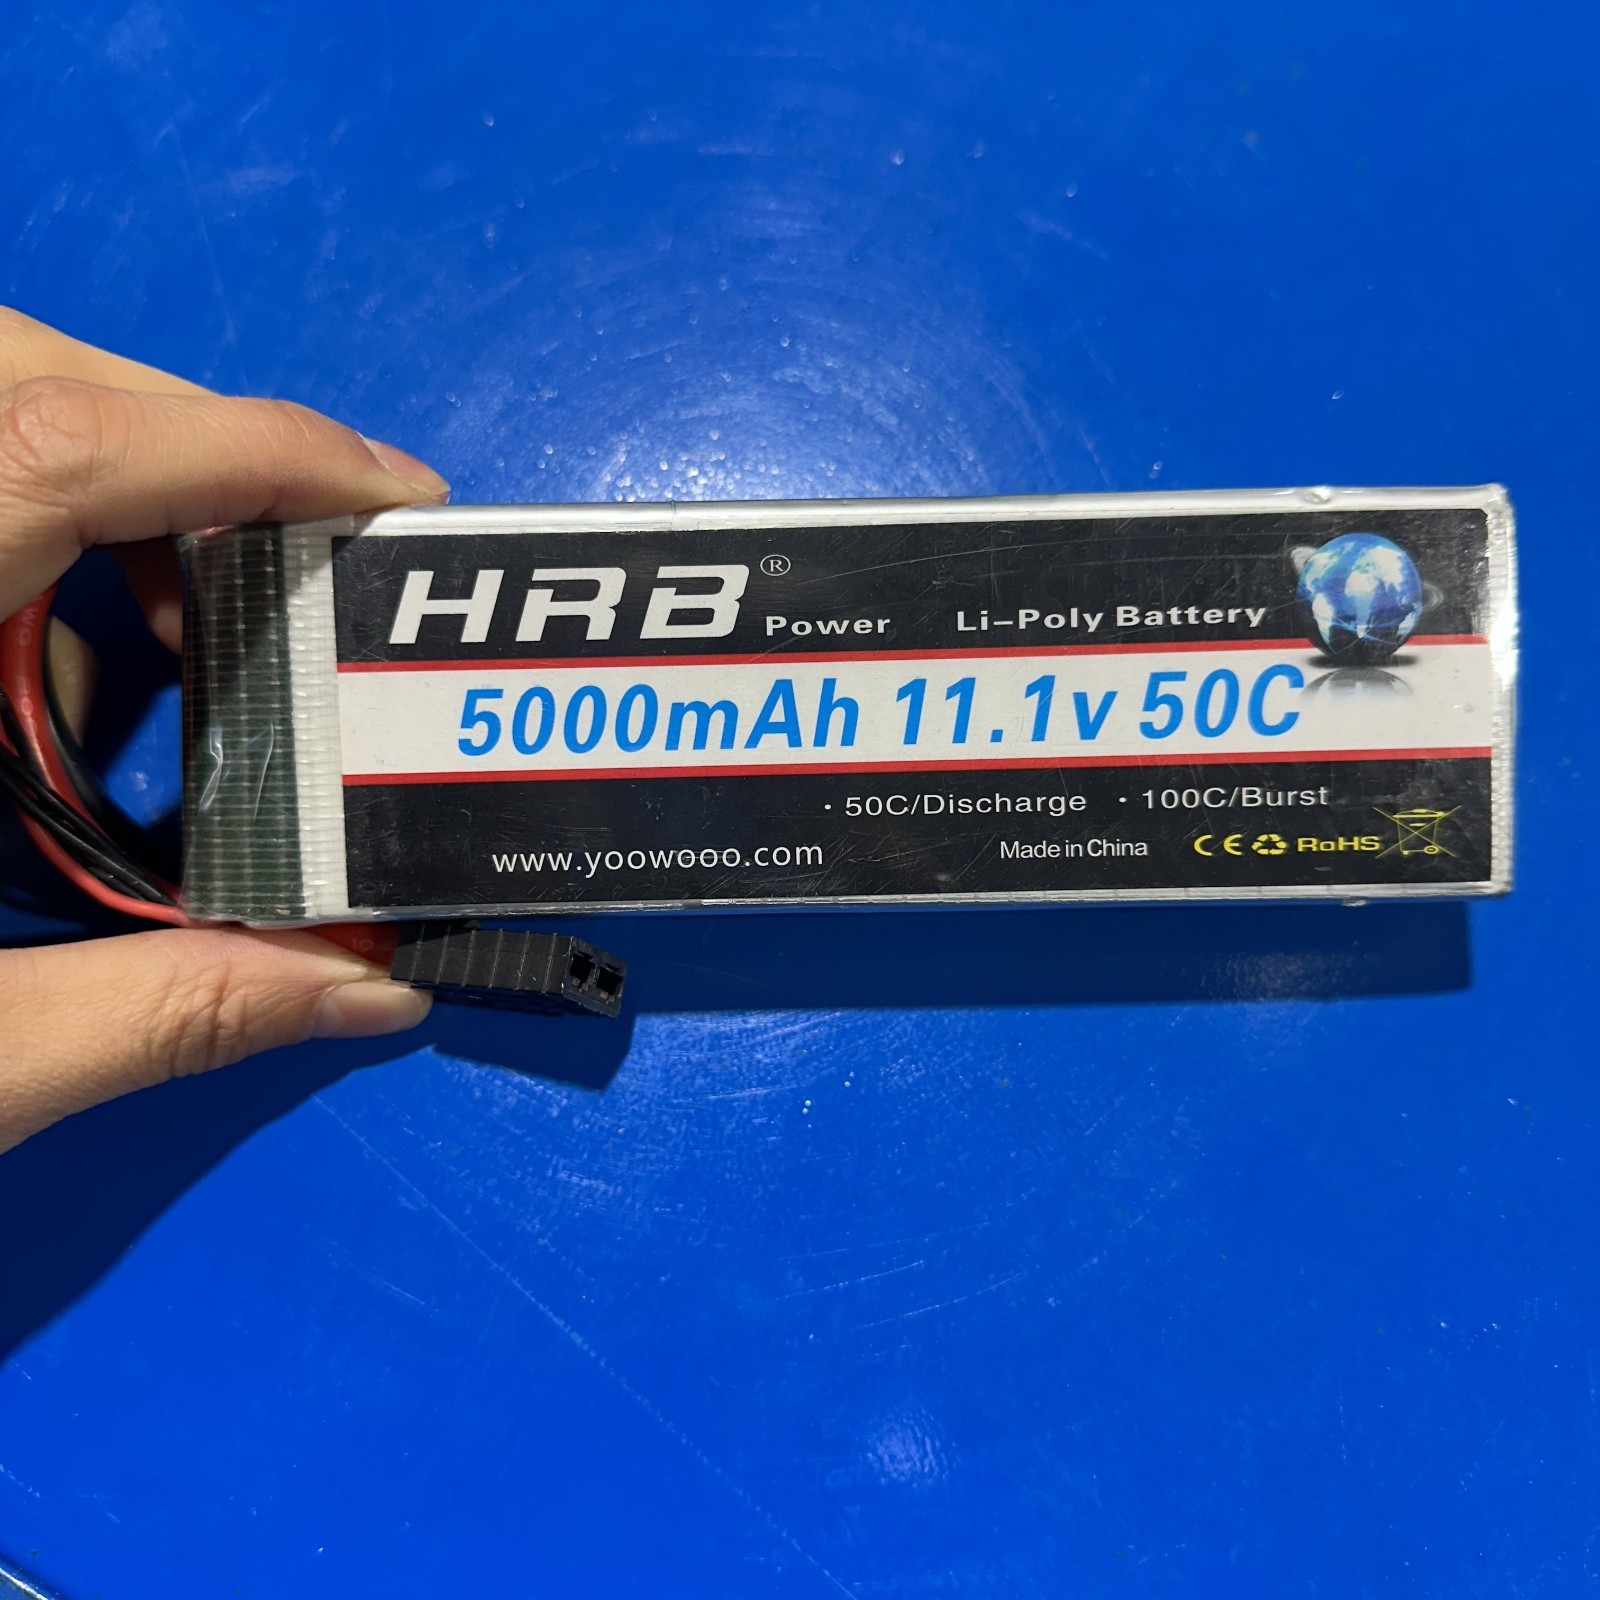 HRB® Power Li-Poly Battery
5000mAh 11.1v 50C
· 50C/Discharge · 100C/Burst
www.yoowooo.com Made in China CE RoHS